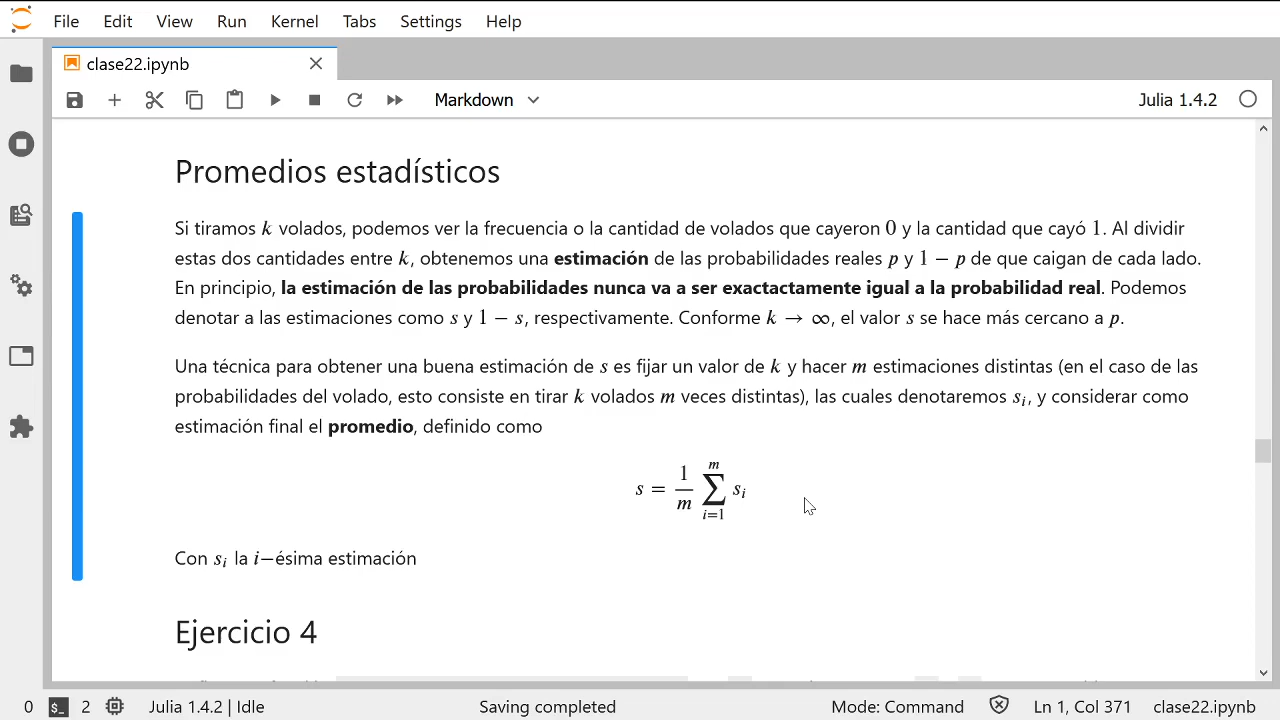 File Edit View Run Kernel Tabs Settings Help
clase22.ipynb
Markdown
Julia 1.4.2
Promedios estadísticos
Si tiramos k volados, podemos ver la frecuencia o la cantidad de volados que cayeron 0 y la cantidad que cayó 1. Al dividir
estas dos cantidades entre k, obtenemos una estimación de las probabilidades reales p y 1 − p de que caigan de cada lado.
En principio, la estimación de las probabilidades nunca va a ser exactactamente igual a la probabilidad real. Podemos
denotar a las estimaciones como s y 1 − s, respectivamente. Conforme k → ∞, el valor s se hace más cercano a p.
Una técnica para obtener una buena estimación de s es fijar un valor de k y hacer m estimaciones distintas (en el caso de las
probabilidades del volado, esto consiste en tirar k volados m veces distintas), las cuales denotaremos sᵢ, y considerar como
estimación final el promedio, definido como
s = 1/m ∑_{i=1}^{m} sᵢ
Con sᵢ la i−ésima estimación
Ejercicio 4
0 $_ 2 Julia 1.4.2 | Idle Saving completed Mode: Command Ln 1, Col 371 clase22.ipynb